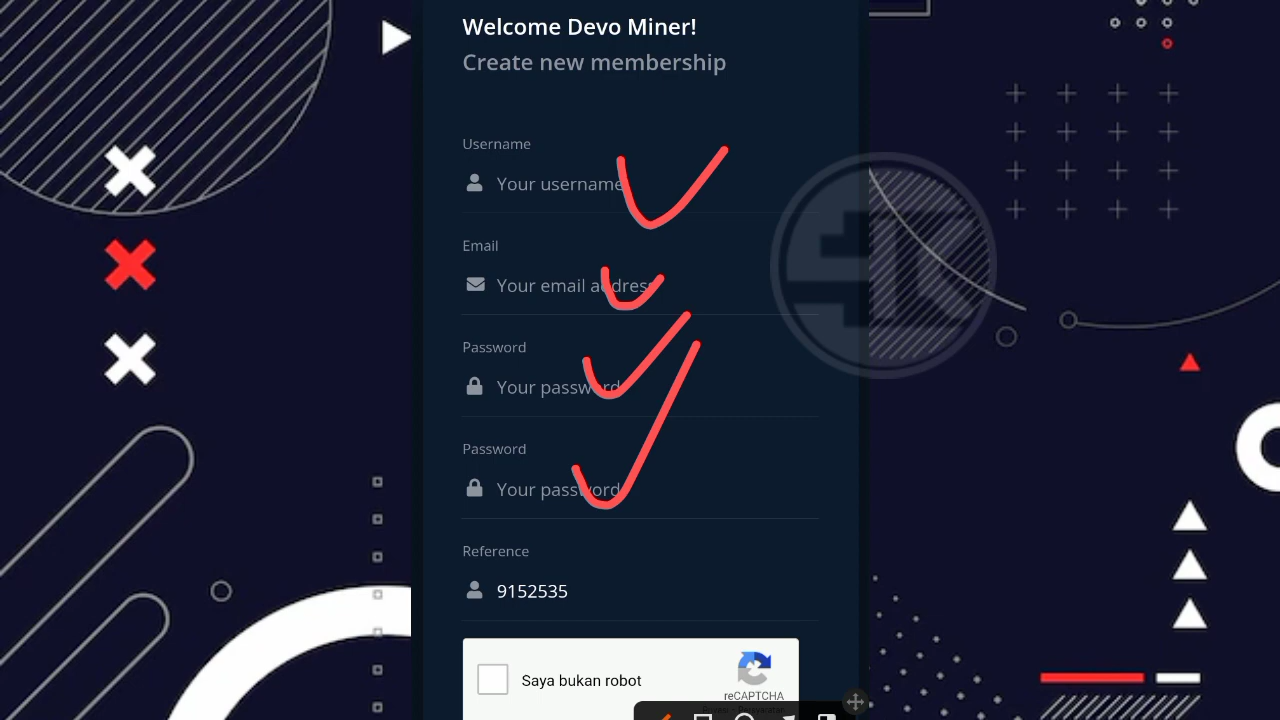 Welcome Devo Miner!
Create new membership
Username
Your username
Email
Your email address
Password
Your password
Password
Your password
Reference
9152535
Saya bukan robot
reCAPTCHA